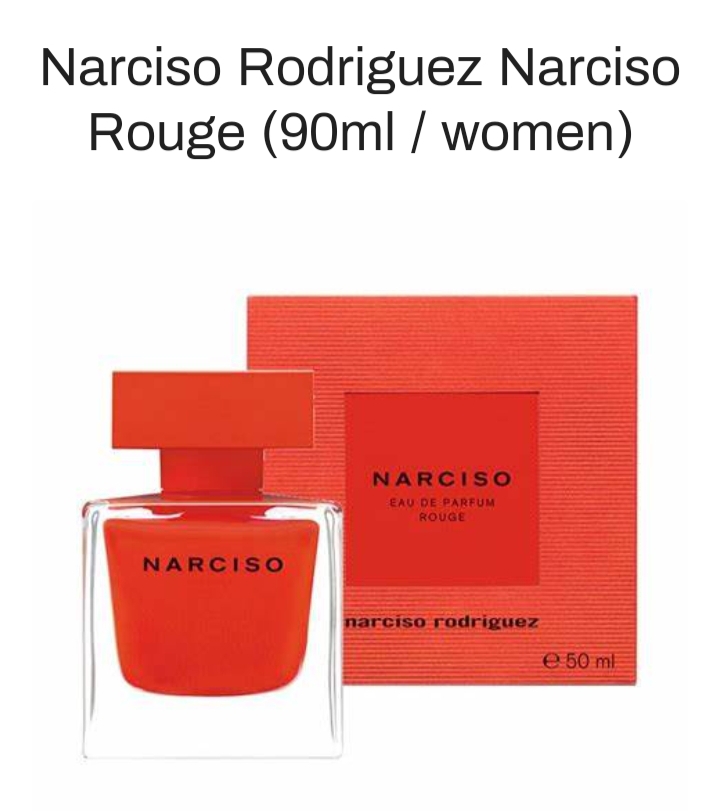 Narciso Rodriguez Narciso
Rouge (90ml / women)
NARCISO
EAU DE PARFUM
ROUGE
NARCISO
narciso rodriguez
℮ 50 ml